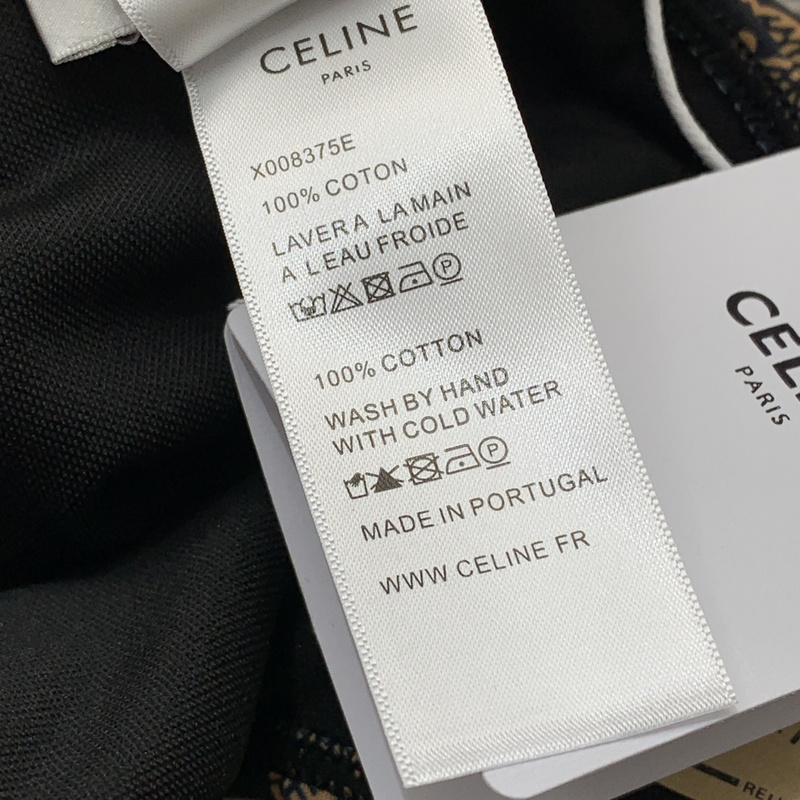 CELINE
PARIS
X008375E
100% COTON
LAVER A LA MAIN
A L EAU FROIDE
P
100% COTTON
WASH BY HAND
WITH COLD WATER
P
MADE IN PORTUGAL
WWW CELINE FR
CELI
PARIS